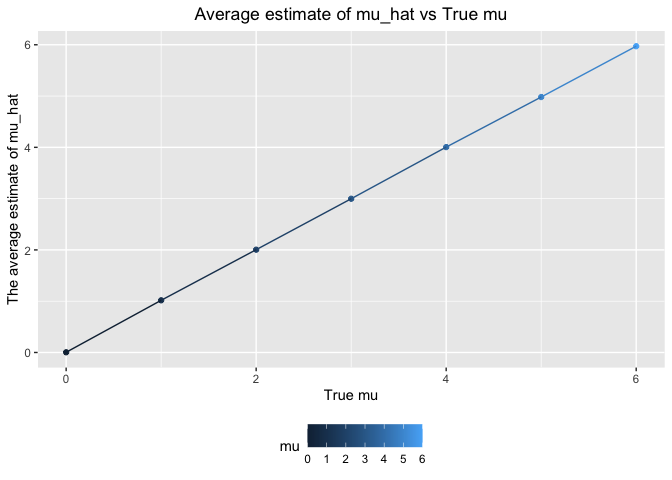 Average estimate of mu_hat vs True mu
The average estimate of mu_hat
6
4
2
0
0 2 4 6
True mu
mu
0 1 2 3 4 5 6